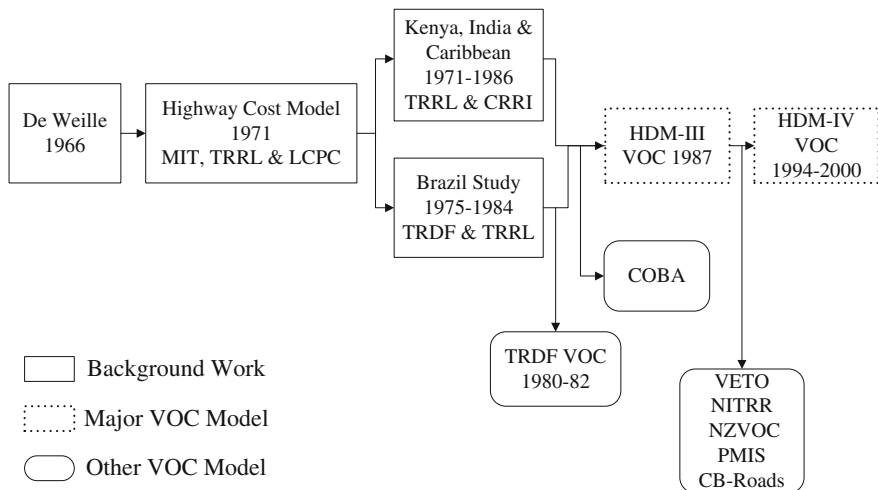 De Weille
1966
Highway Cost Model
1971
MIT, TRRL & LCPC
Kenya, India &
Caribbean
1971-1986
TRRL & CRRI
Brazil Study
1975-1984
TRDF & TRRL
HDM-III
VOC 1987
HDM-IV
VOC
1994-2000
COBA
TRDF VOC
1980-82
VETO
NITRR
NZVOC
PMIS
CB-Roads
Background Work
Major VOC Model
Other VOC Model